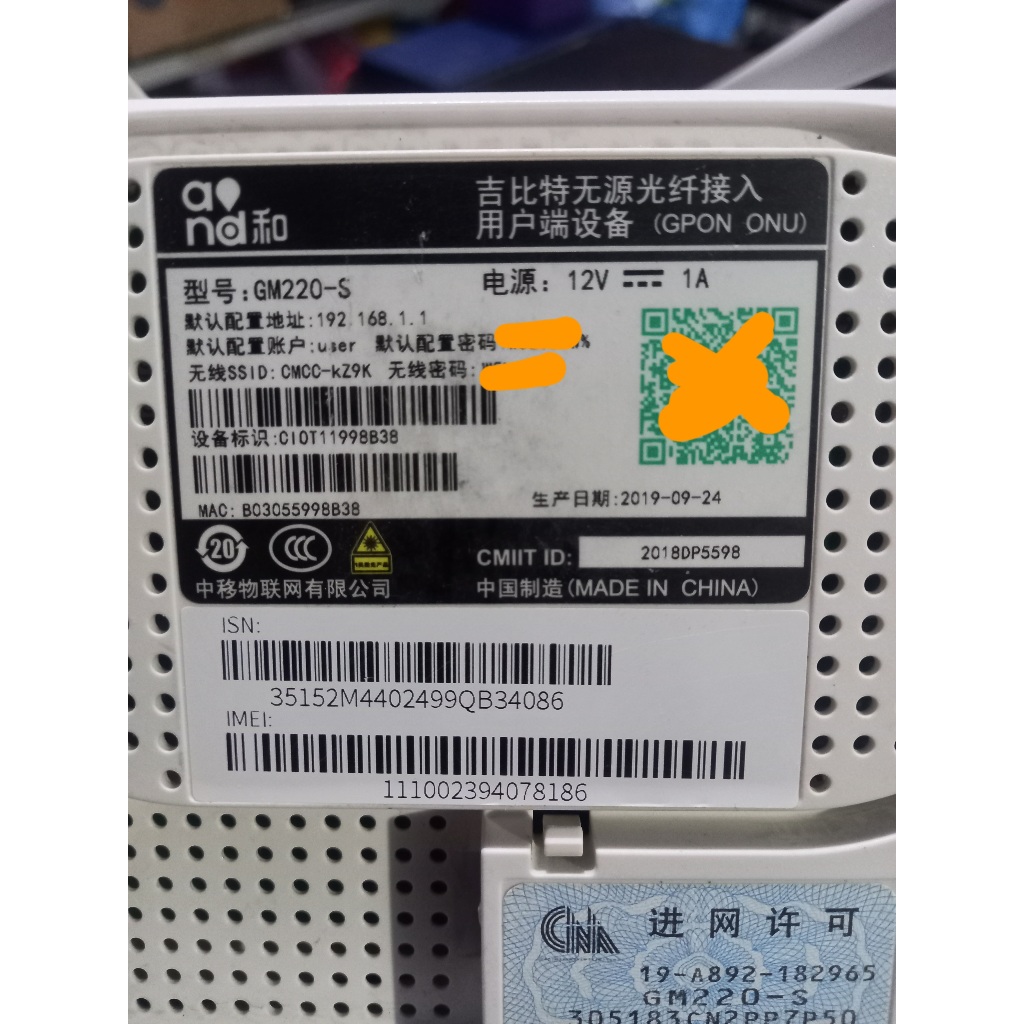 and和
吉比特无源光纤接入
用户端设备 (GPON ONU)
型号:GM220-S
电源: 12V 1A
默认配置地址:192.168.1.1
默认配置账户:user 默认配置密码 %
无线SSID:CMCC-kZ9K 无线密码:
设备标识:CIOT11998B38
MAC: B03055998B38
生产日期:2019-09-24
20
CCC
CMIIT ID: 2018DP5598
中移物联网有限公司
中国制造(MADE IN CHINA)
ISN:
35152M4402499QB34086
IMEI:
111002394078186
CNA 进网许可
19-A892-182965
GM220-S
305183CN2PPZP50